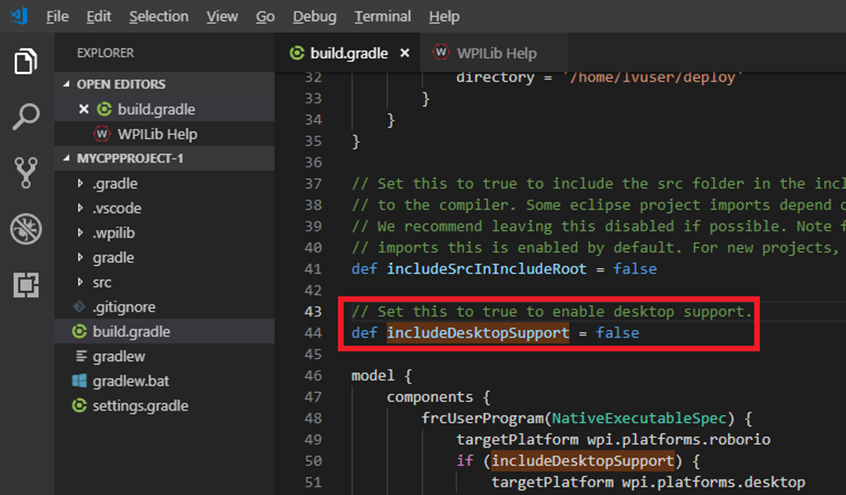 File Edit Selection View Go Debug Terminal Help
EXPLORER
OPEN EDITORS
build.gradle
WPILib Help
MYCPPPROJECT-1
.gradle
.vscode
.wpilib
gradle
src
.gitignore
build.gradle
gradlew
gradlew.bat
settings.gradle
build.gradle WPILib Help
32 directory = '/home/lvuser/deploy'
33 }
34 }
35 }
36
37 // Set this to true to include the src folder in the incl
38 // to the compiler. Some eclipse project imports depend o
39 // We recommend leaving this disabled if possible. Note f
40 // imports this is enabled by default. For new projects,
41 def includeSrcInIncludeRoot = false
42
43 // Set this to true to enable desktop support.
44 def includeDesktopSupport = false
45
46 model {
47 components {
48 frcUserProgram(NativeExecutableSpec) {
49 targetPlatform wpi.platforms.roborio
50 if (includeDesktopSupport) {
51 targetPlatform wpi.platforms.desktop